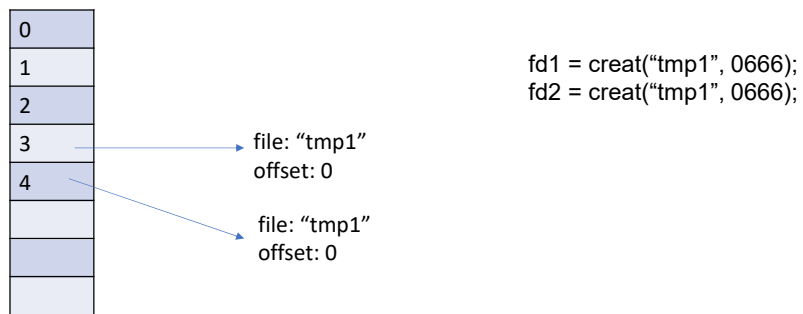 0
1
2
3
4
file: “tmp1”
offset: 0
file: “tmp1”
offset: 0
fd1 = creat(“tmp1”, 0666);
fd2 = creat(“tmp1”, 0666);